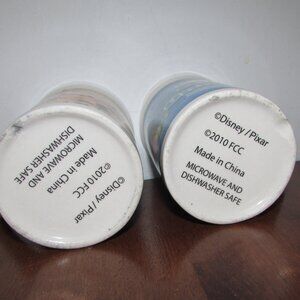 ©Disney / Pixar
©2010 FCC
Made in China
MICROWAVE AND
DISHWASHER SAFE
©Disney / Pixar
©2010 FCC
Made in China
MICROWAVE AND
DISHWASHER SAFE